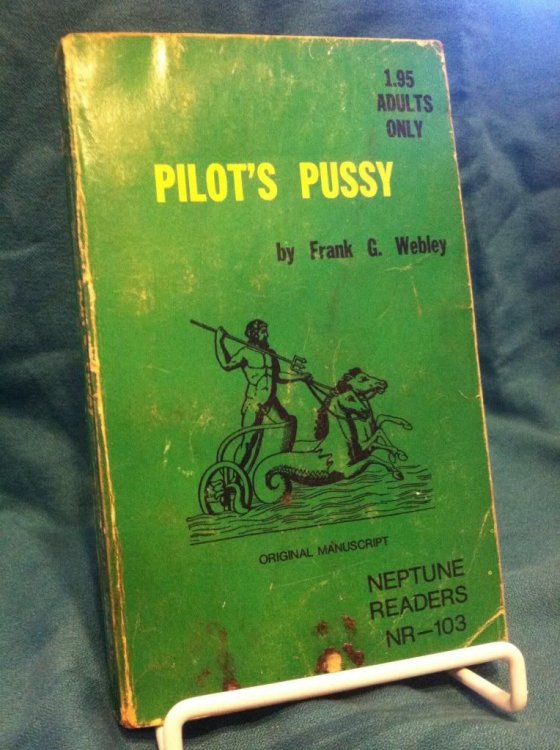 1.95
ADULTS
ONLY
PILOT'S PUSSY
by Frank G. Webley
ORIGINAL MANUSCRIPT
NEPTUNE
READERS
NR—103